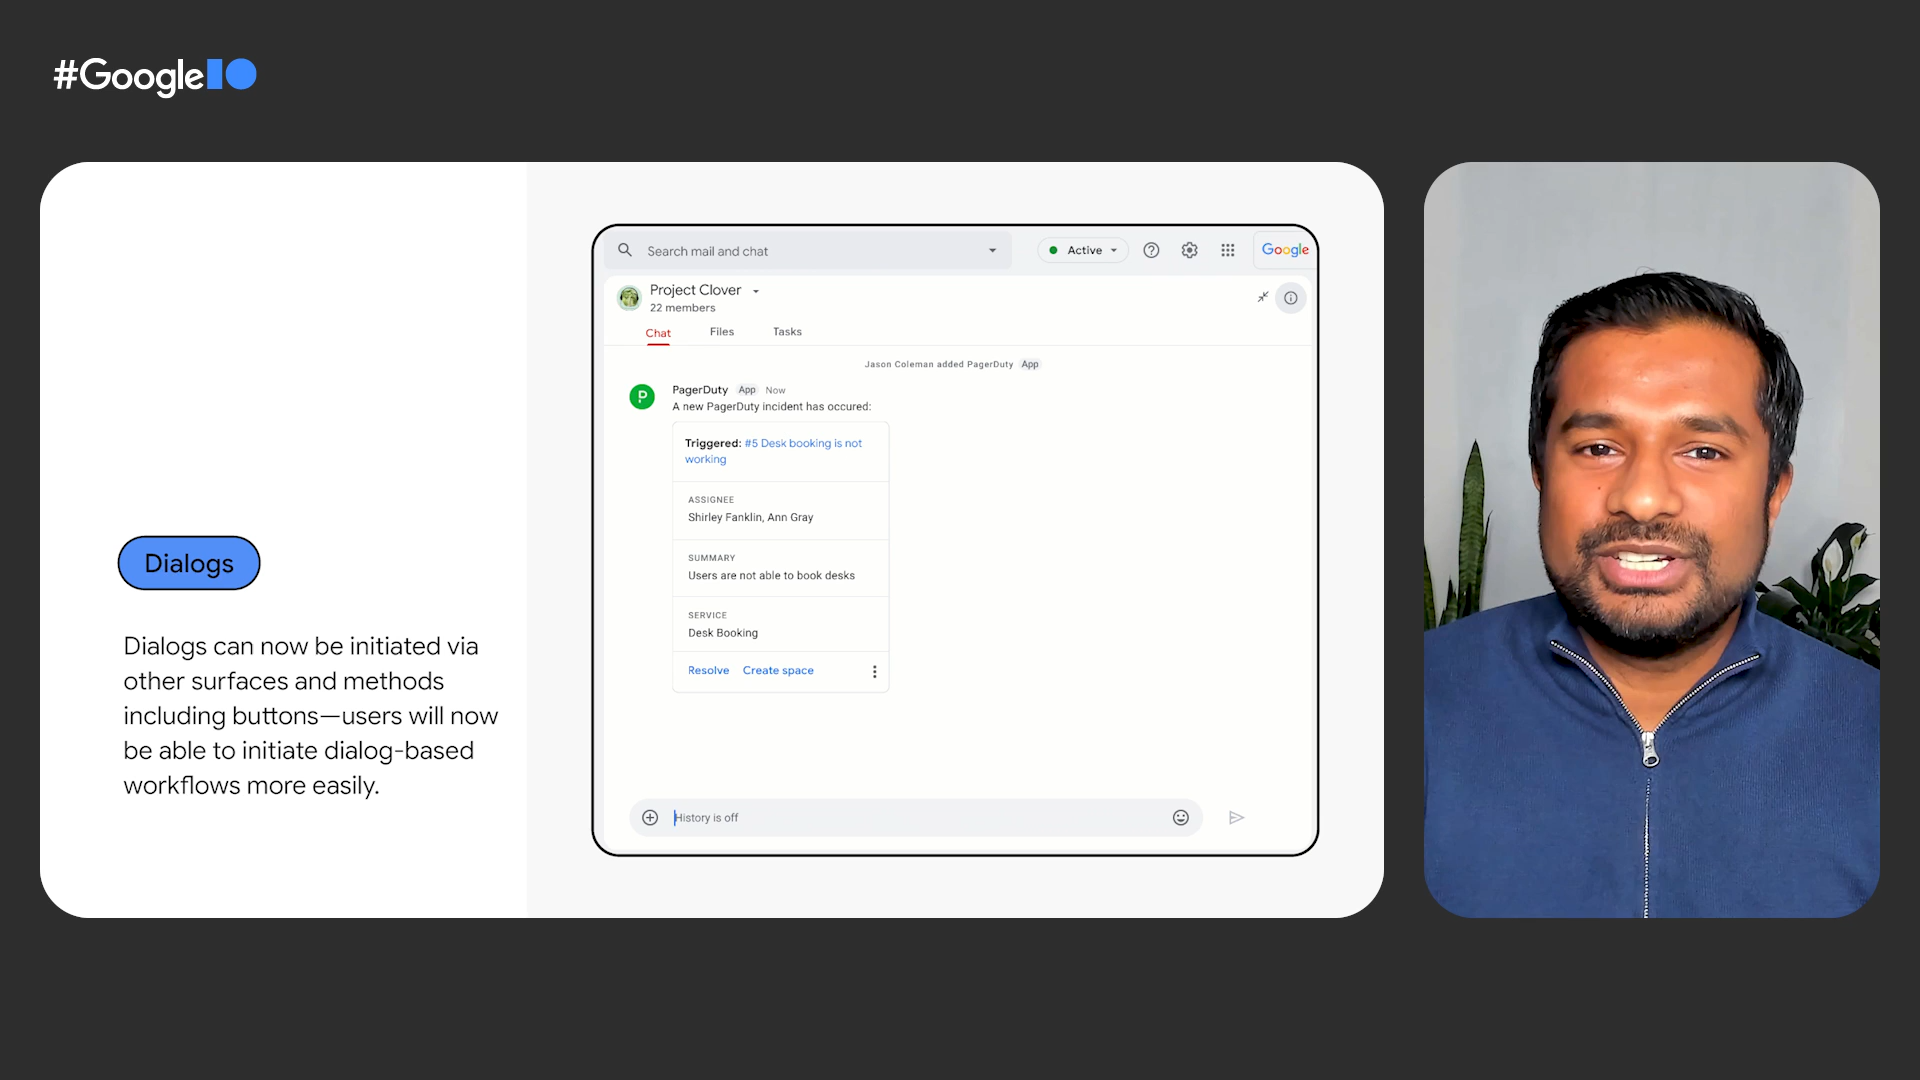 #GoogleIO
Dialogs
Dialogs can now be initiated via
other surfaces and methods
including buttons—users will now
be able to initiate dialog-based
workflows more easily.
Search mail and chat
Active
Google
Project Clover
22 members
Chat Files Tasks
Jason Coleman added PagerDuty App
P
PagerDuty App Now
A new PagerDuty incident has occured:
Triggered: #5 Desk booking is not
working
ASSIGNEE
Shirley Fanklin, Ann Gray
SUMMARY
Users are not able to book desks
SERVICE
Desk Booking
Resolve Create space
History is off